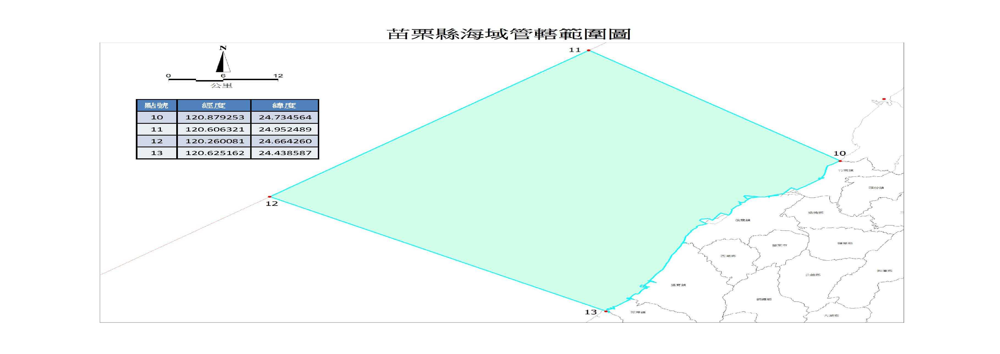 苗栗縣海域管轄範圍圖
11
N
0 6 12
公里
點號 經度 緯度
10 120.879253 24.734564
11 120.606321 24.952489
12 120.260081 24.664260
13 120.625162 24.438587
10
竹南鎮
頭份鎮
12
造橋鄉
後龍鎮
苗栗市
頭屋鄉
西湖鄉
獅潭鄉
公館鄉
通霄鎮
銅鑼鄉
13
苑裡鎮
大湖鄉